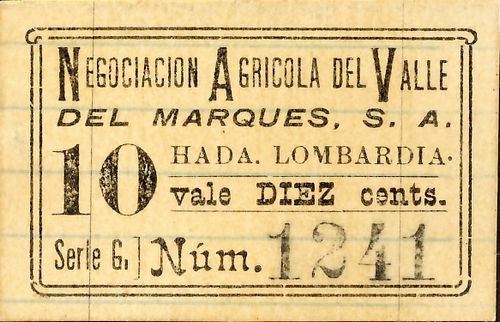 NEGOCIACION AGRICOLA DEL VALLE
DEL MARQUES, S. A.
10
HADA. LOMBARDIA.
vale DIEZ cents.
Serie G.] Núm. 1241